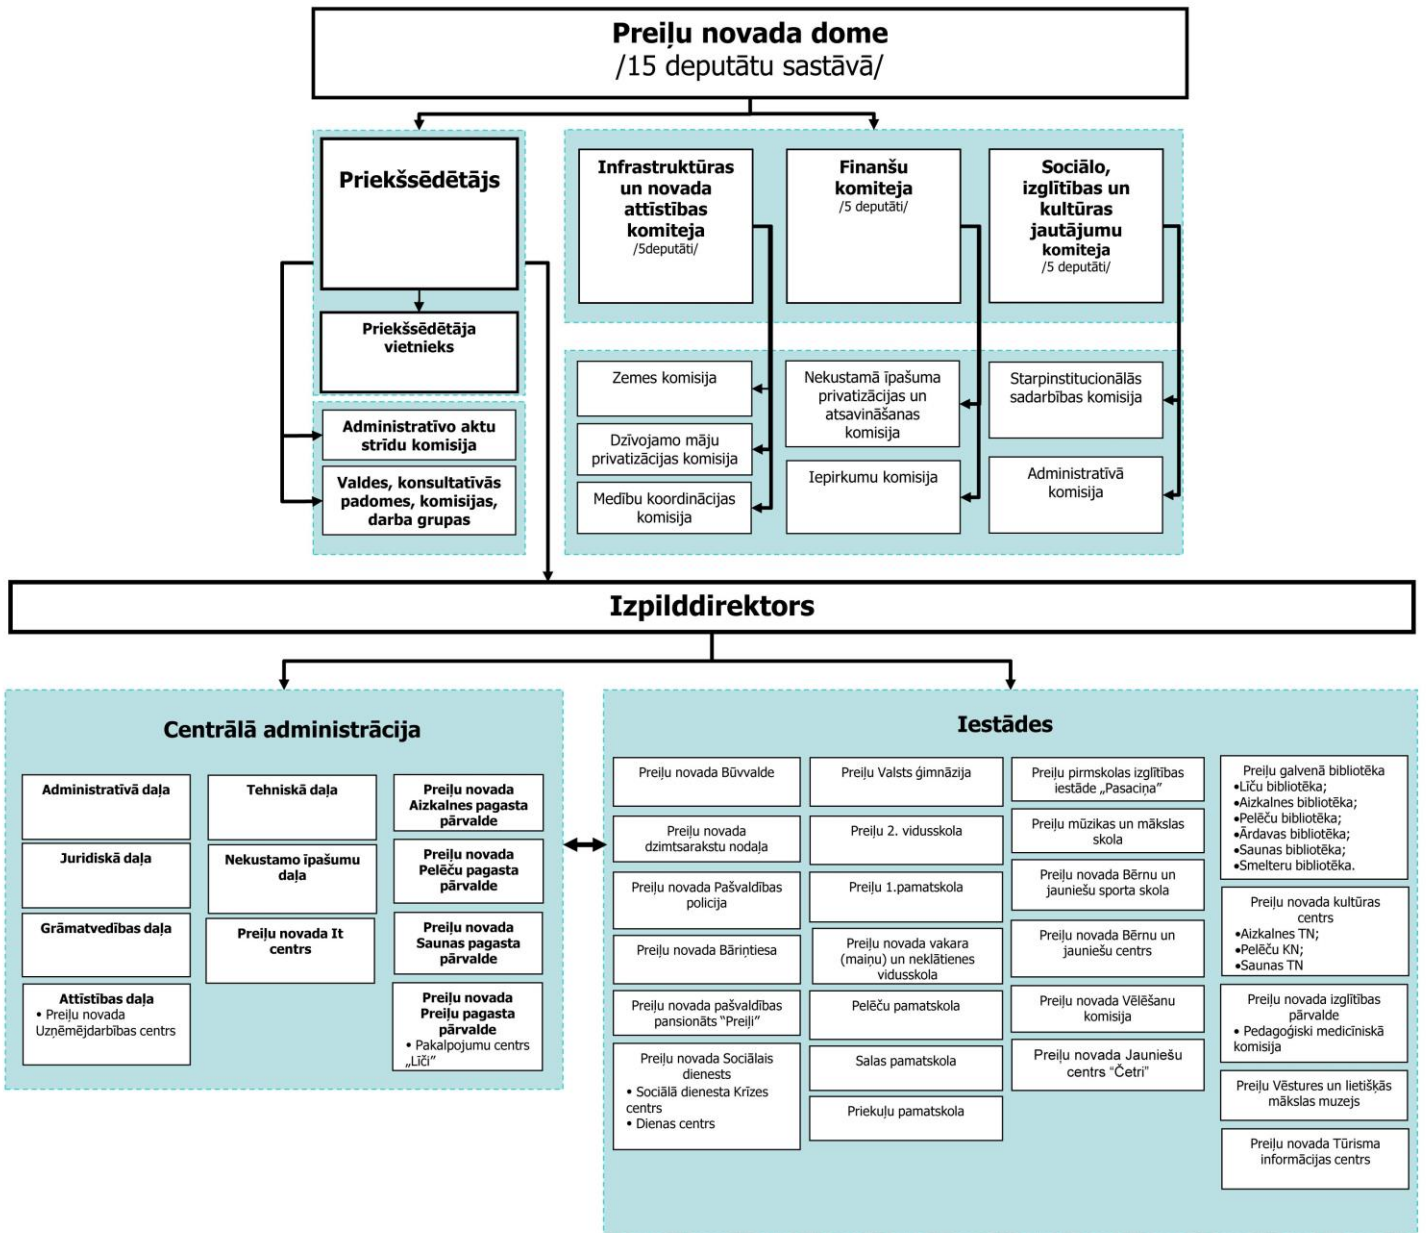 Preiļu novada dome
/15 deputātu sastāvā/
Priekšsēdētājs
Priekšsēdētāja
vietnieks
Administratīvo aktu
strīdu komisija
Valdes, konsultatīvās
padomes, komisijas,
darba grupas
Infrastruktūras
un novada
attīstības
komiteja
/5deputāti/
Finanšu
komiteja
/5 deputāti/
Sociālo,
izglītības un
kultūras
jautājumu
komiteja
/5 deputāti/
Zemes komisija
Dzīvojamo māju
privatizācijas komisija
Medību koordinācijas
komisija
Nekustamā īpašuma
privatizācijas un
atsavināšanas
komisija
Iepirkumu komisija
Starpinstitucionālās
sadarbības komisija
Administratīvā
komisija
Izpilddirektors
Centrālā administrācija
Administratīvā daļa
Juridiskā daļa
Grāmatvedības daļa
Attīstības daļa
• Preiļu novada
Uzņēmējdarbības centrs
Tehniskā daļa
Nekustamo īpašumu
daļa
Preiļu novada It
centrs
Preiļu novada
Aizkalnes pagasta
pārvalde
Preiļu novada
Pelēču pagasta
pārvalde
Preiļu novada
Saunas pagasta
pārvalde
Preiļu novada
Preiļu pagasta
pārvalde
• Pakalpojumu centrs
„Līči”
Iestādes
Preiļu novada Būvvalde
Preiļu novada
dzimtsarakstu nodaļa
Preiļu novada Pašvaldības
policija
Preiļu novada Bāriņtiesa
Preiļu novada pašvaldības
pansionāts “Preiļi”
Preiļu novada Sociālais
dienests
• Sociālā dienesta Krīzes
centrs
• Dienas centrs
Preiļu Valsts ģimnāzija
Preiļu 2. vidusskola
Preiļu 1.pamatskola
Preiļu novada vakara
(maiņu) un neklātienes
vidusskola
Pelēču pamatskola
Salas pamatskola
Priekuļu pamatskola
Preiļu pirmskolas izglītības
iestāde „Pasaciņa”
Preiļu mūzikas un mākslas
skola
Preiļu novada Bērnu un
jauniešu sporta skola
Preiļu novada Bērnu un
jauniešu centrs
Preiļu novada Vēlēšanu
komisija
Preiļu novada Jauniešu
centrs “Četri”
Preiļu galvenā bibliotēka
•Līču bibliotēka;
•Aizkalnes bibliotēka;
•Pelēču bibliotēka;
•Ārdavas bibliotēka;
•Saunas bibliotēka;
•Smelteru bibliotēka.
Preiļu novada kultūras
centrs
•Aizkalnes TN;
•Pelēču KN;
•Saunas TN
Preiļu novada izglītības
pārvalde
• Pedagoģiski medicīniskā
komisija
Preiļu Vēstures un lietišķās
mākslas muzejs
Preiļu novada Tūrisma
informācijas centrs